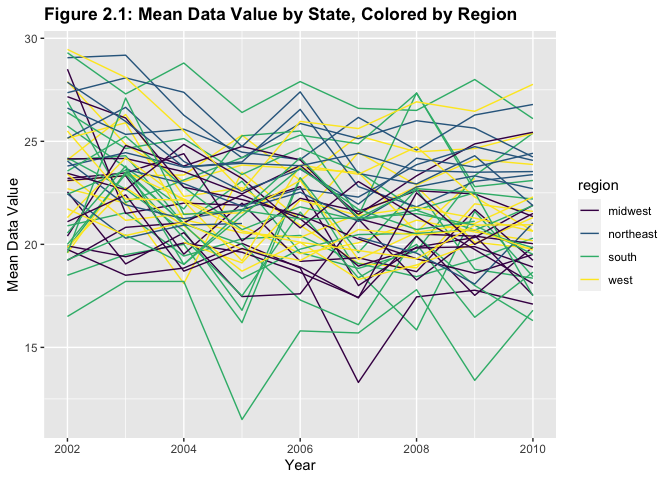 Figure 2.1: Mean Data Value by State, Colored by Region
30
25
20
15
Mean Data Value
2002 2004 2006 2008 2010
Year
region
midwest
northeast
south
west